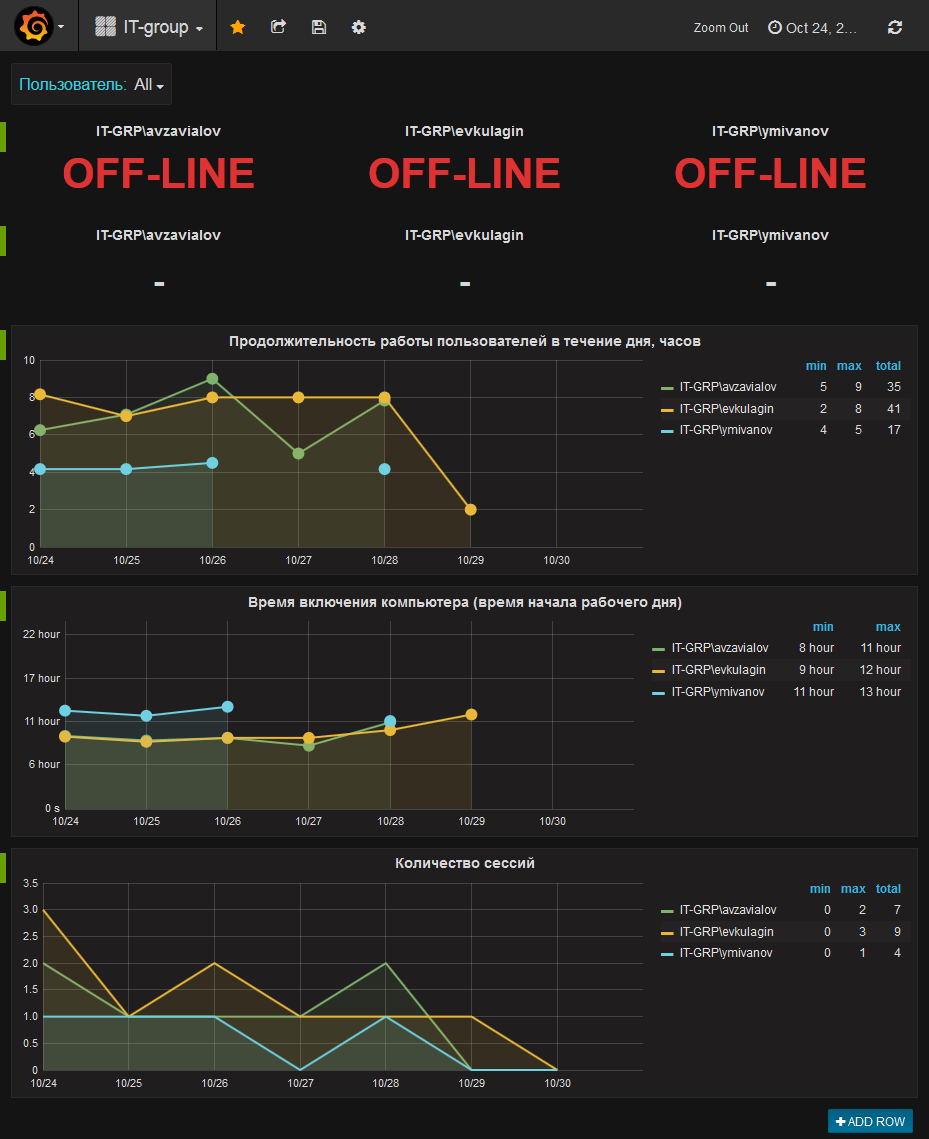 IT-group Zoom Out Oct 24, 2...
Пользователь: All
IT-GRP\avzavialov IT-GRP\evkulagin IT-GRP\ymivanov
OFF-LINE OFF-LINE OFF-LINE
IT-GRP\avzavialov IT-GRP\evkulagin IT-GRP\ymivanov
- - -
Продолжительность работы пользователей в течение дня, часов
10
8
6
4
2
0
10/24 10/25 10/26 10/27 10/28 10/29 10/30
min max total
IT-GRP\avzavialov 5 9 35
IT-GRP\evkulagin 2 8 41
IT-GRP\ymivanov 4 5 17
Время включения компьютера (время начала рабочего дня)
22 hour
17 hour
11 hour
6 hour
0 s
10/24 10/25 10/26 10/27 10/28 10/29 10/30
min max
IT-GRP\avzavialov 8 hour 11 hour
IT-GRP\evkulagin 9 hour 12 hour
IT-GRP\ymivanov 11 hour 13 hour
Количество сессий
3.5
3.0
2.5
2.0
1.5
1.0
0.5
0
10/24 10/25 10/26 10/27 10/28 10/29 10/30
min max total
IT-GRP\avzavialov 0 2 7
IT-GRP\evkulagin 0 3 9
IT-GRP\ymivanov 0 1 4
ADD ROW